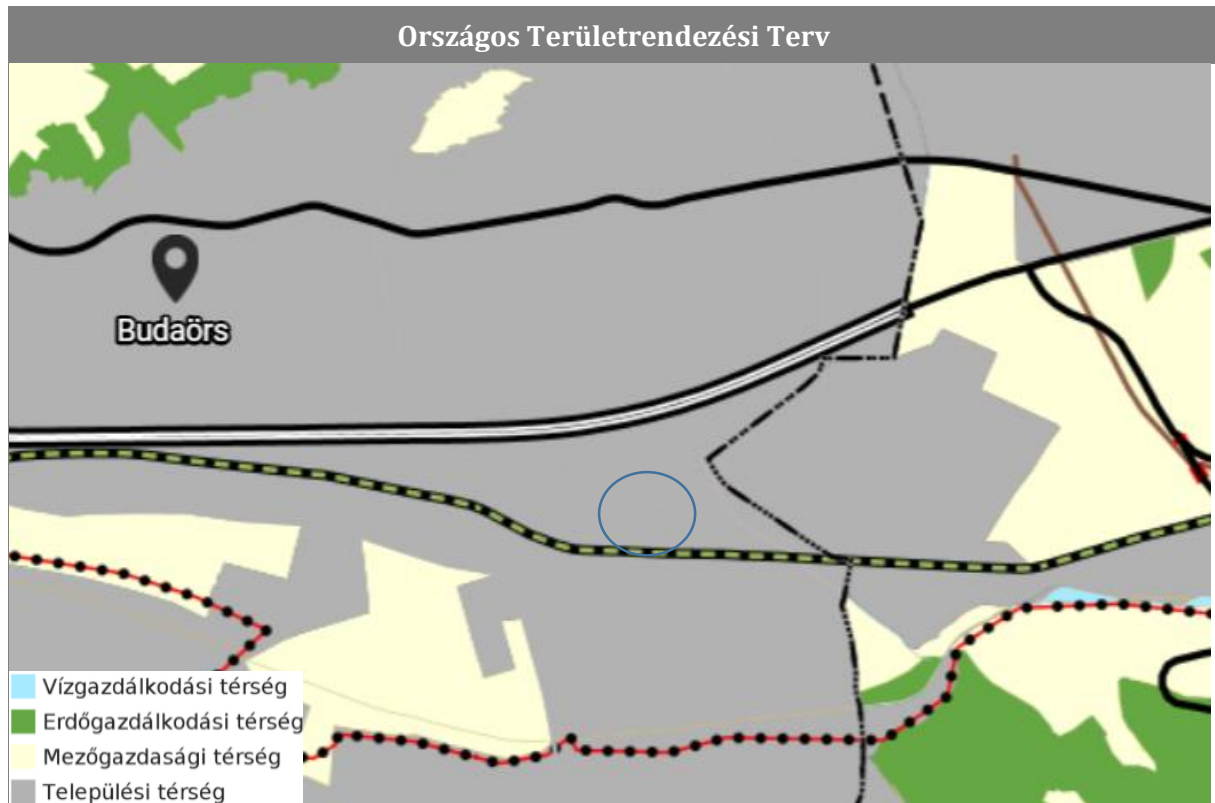 Országos Területrendezési Terv
Budaörs
Vízgazdálkodási térség
Erdőgazdálkodási térség
Mezőgazdasági térség
Települési térség